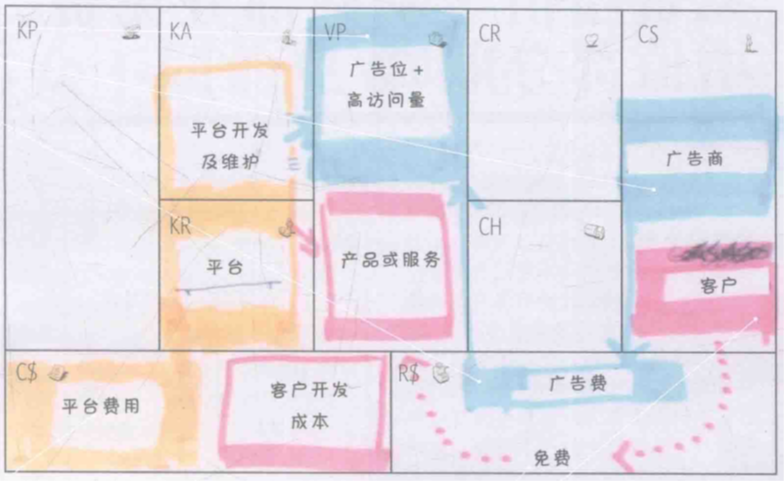 KP
KA
VP
CR
CS
广告位+
高访问量
平台开发
及维护
广告商
KR
CH
平台
产品或服务
客户
C$
R$
平台费用
客户开发
成本
广告费
免费